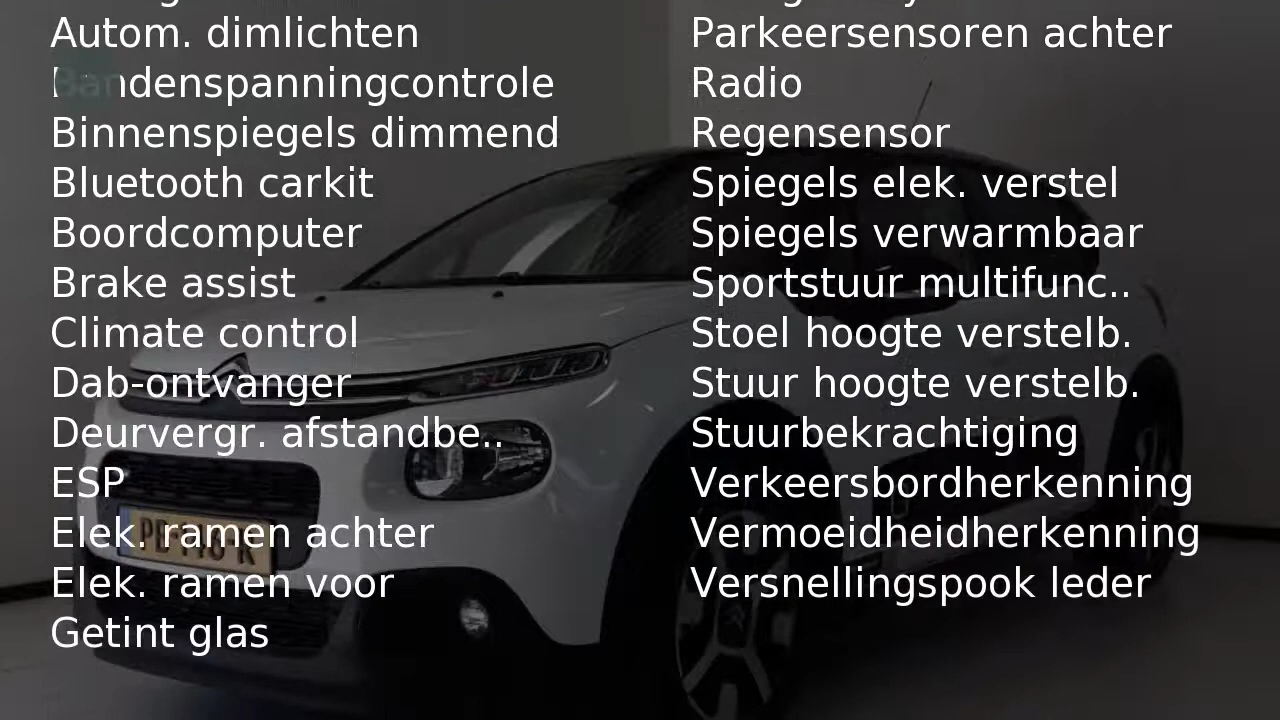 Autom. dimlichten
Bandenspanningcontrole
Binnenspiegels dimmend
Bluetooth carkit
Boordcomputer
Brake assist
Climate control
Dab-ontvanger
Deurvergr. afstandbe..
ESP
Elek. ramen achter
Elek. ramen voor
Getint glas
Parkeersensoren achter
Radio
Regensensor
Spiegels elek. verstel
Spiegels verwarmbaar
Sportstuur multifunc..
Stoel hoogte verstelb.
Stuur hoogte verstelb.
Stuurbekrachtiging
Verkeersbordherkenning
Vermoeidheidherkenning
Versnellingspook leder